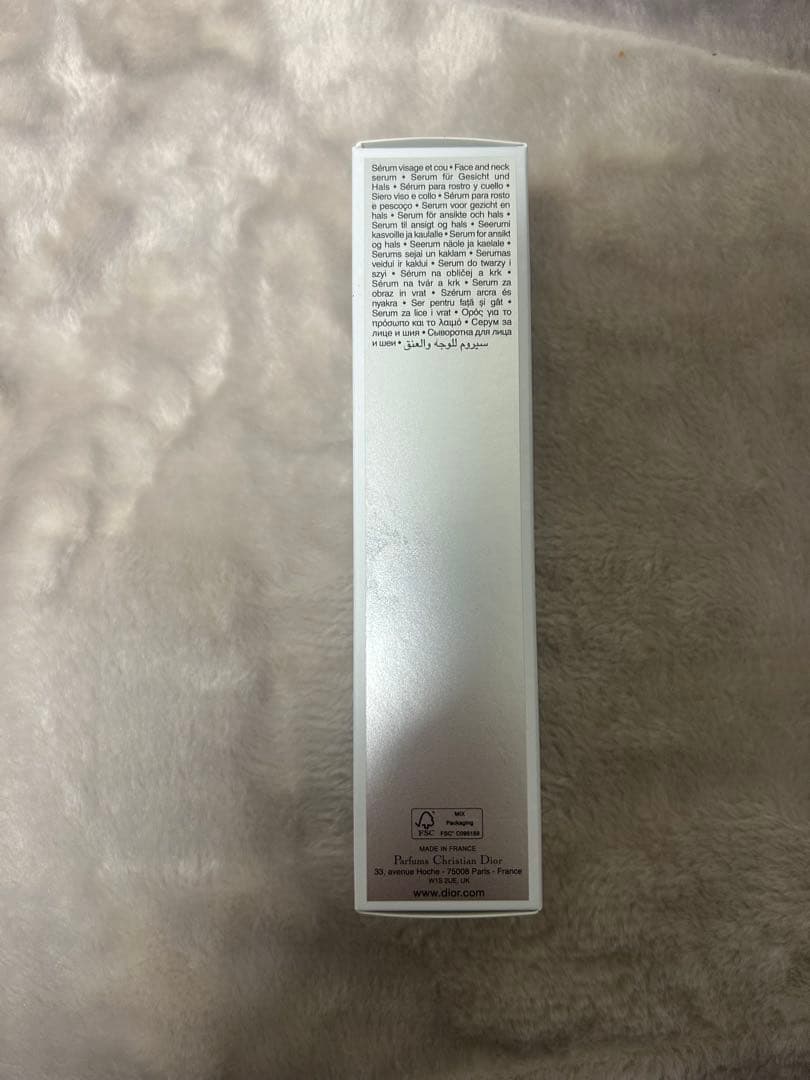 Sérum visage et cou • Face and neck
serum • Serum für Gesicht und
Hals • Sérum para rostro y cuello •
Siero viso e collo • Sérum para rosto
e pescoço • Serum voor gezicht en
hals • Serum för ansikte och hals •
Serum til ansigt og hals • Seerumi
kasvoille ja kaulalle • Serum for ansikt
og hals • Seerum näole ja kaelale •
Serums sejai un kaklam • Serumas
veidui ir kaklui • Serum do twarzy i
szyi • Sérum na obličej a krk •
Sérum na tvár a krk • Serum za
obraz in vrat • Szérum arcra és
nyakra • Ser pentru față și gât •
Serum za lice i vrat • Ορός για το
πρόσωπο και το λαιμό • Серум за
лице и шия • Сыворотка для лица
и шеи • سيروم للوجه والعنق
MIX
Packaging
FSC FSC®
MADE IN FRANCE
Parfums Christian Dior
33, avenue Hoche - 75008 Paris - France
W1S 2JE, UK
www.dior.com